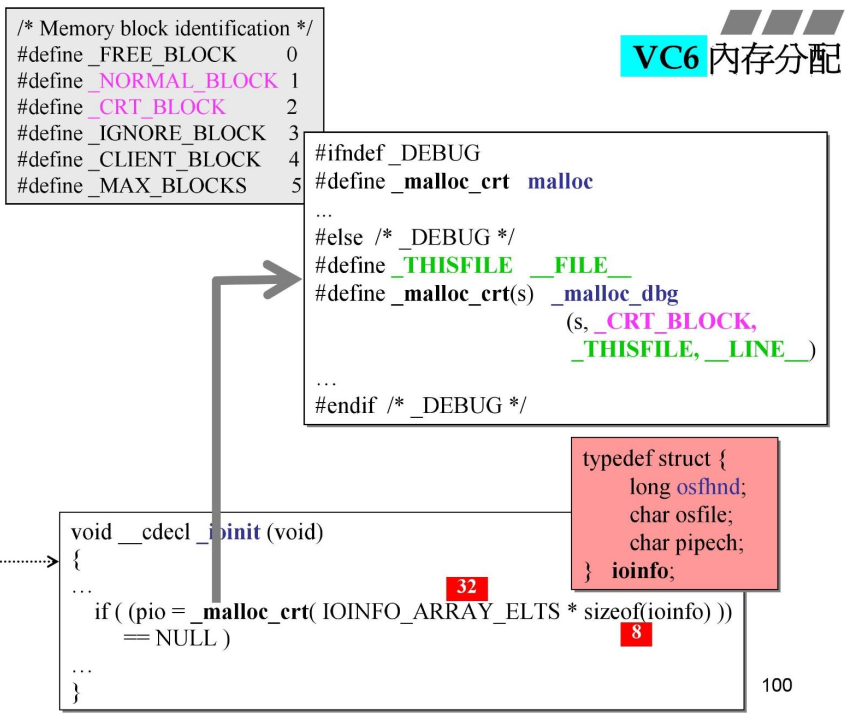 /* Memory block identification */
#define _FREE_BLOCK 0
#define _NORMAL_BLOCK 1
#define _CRT_BLOCK 2
#define _IGNORE_BLOCK 3
#define _CLIENT_BLOCK 4
#define _MAX_BLOCKS 5
VC6 內存分配
#ifndef _DEBUG
#define _malloc_crt malloc
...
#else /* _DEBUG */
#define _THISFILE __FILE__
#define _malloc_crt(s) _malloc_dbg
(s, _CRT_BLOCK,
_THISFILE, __LINE__)
...
#endif /* _DEBUG */
typedef struct {
long osfhnd;
char osfile;
char pipech;
} ioinfo;
void __cdecl _ioinit (void)
{
...
32
if ( (pio = _malloc_crt( IOINFO_ARRAY_ELTS * sizeof(ioinfo) ))
8
== NULL )
...
}
100